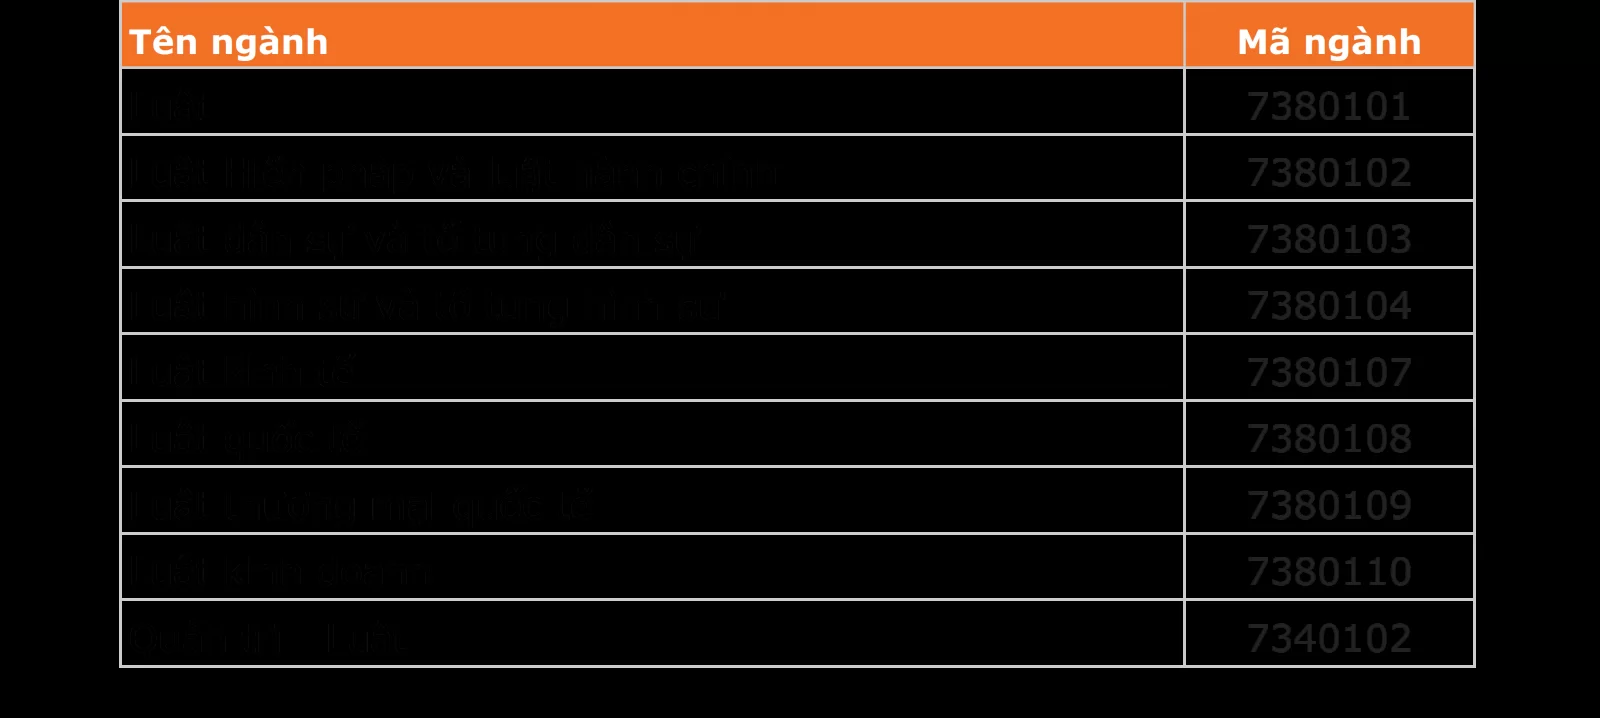 Tên ngành Mã ngành
Luật 7380101
Luật Hiến pháp và luật hành chính 7380102
Luật dân sự và tố tụng dân sự 7380103
Luật hình sự và tố tụng hình sự 7380104
Luật kinh tế 7380107
Luật quốc tế 7380108
Luật thương mại quốc tế 7380109
Luật kinh doanh 7380110
Quản trị - Luật 7340102